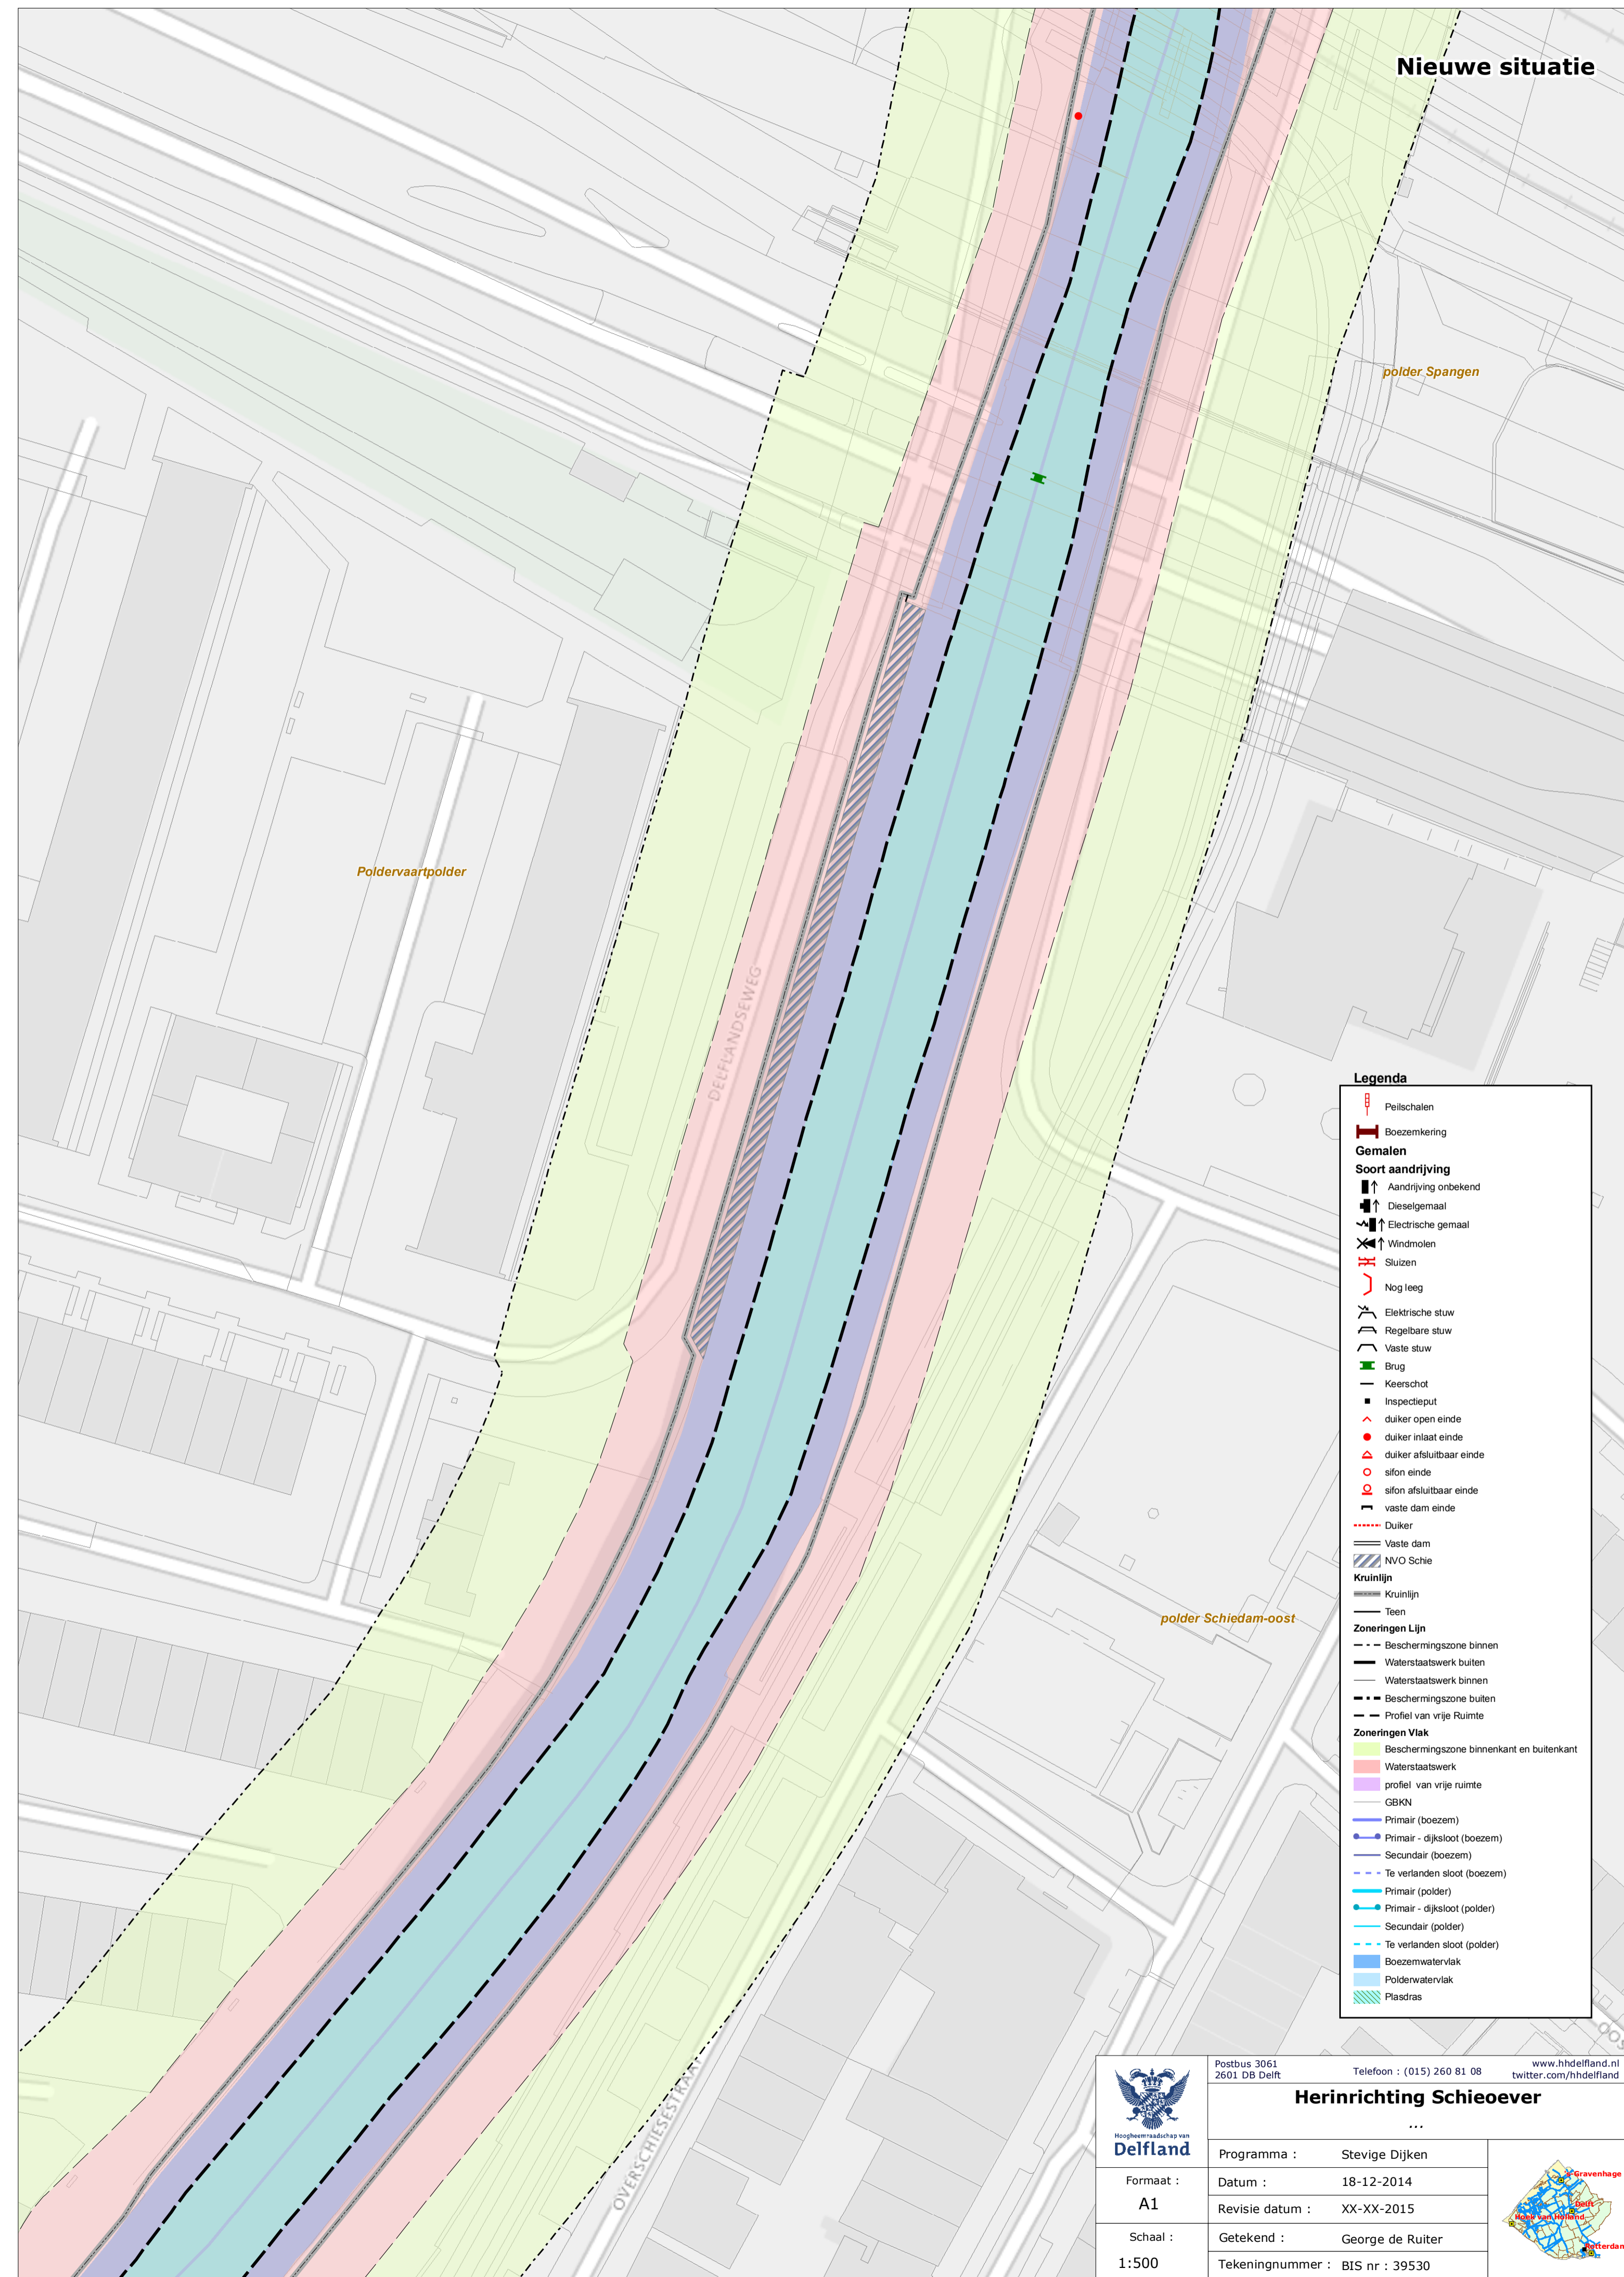 Nieuwe situatie
polder Spangen
Poldervaartpolder
DELFLANDSEWEG
polder Schiedam-oost
OVERSCHIESESTRAAT
Legenda
Peilschalen
Boezemkering
Gemalen
Soort aandrijving
Aandrijving onbekend
Dieselgemaal
Electrische gemaal
Windmolen
Sluizen
Nog leeg
Elektrische stuw
Regelbare stuw
Vaste stuw
Brug
Keerschot
Inspectieput
duiker open einde
duiker inlaat einde
duiker afsluitbaar einde
sifon einde
sifon afsluitbaar einde
vaste dam einde
Duiker
Vaste dam
NVO Schie
Kruinlijn
Kruinlijn
Teen
Zoneringen Lijn
Beschermingszone binnen
Waterstaatswerk buiten
Waterstaatswerk binnen
Beschermingszone buiten
Profiel van vrije Ruimte
Zoneringen Vlak
Beschermingszone binnenkant en buitenkant
Waterstaatswerk
profiel van vrije ruimte
GBKN
Primair (boezem)
Primair - dijksloot (boezem)
Secundair (boezem)
Te verlanden sloot (boezem)
Primair (polder)
Primair - dijksloot (polder)
Secundair (polder)
Te verlanden sloot (polder)
Boezemwatervlak
Polderwatervlak
Plasdras
Hoogheemraadschap van
Delfland
Postbus 3061
2601 DB Delft
Telefoon : (015) 260 81 08
www.hhdelfland.nl
twitter.com/hhdelfland
Herinrichting Schieoever
...
Formaat :
A1
Schaal :
1:500
Programma : Stevige Dijken
Datum : 18-12-2014
Revisie datum : XX-XX-2015
Getekend : George de Ruiter
Tekeningnummer : BIS nr : 39530
Delft
Hoek van Holland